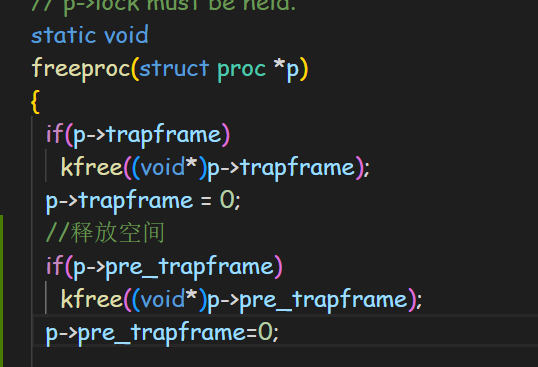 // p->lock must be held.
static void
freeproc(struct proc *p)
{
if(p->trapframe)
kfree((void*)p->trapframe);
p->trapframe = 0;
//释放空间
if(p->pre_trapframe)
kfree((void*)p->pre_trapframe);
p->pre_trapframe=0;